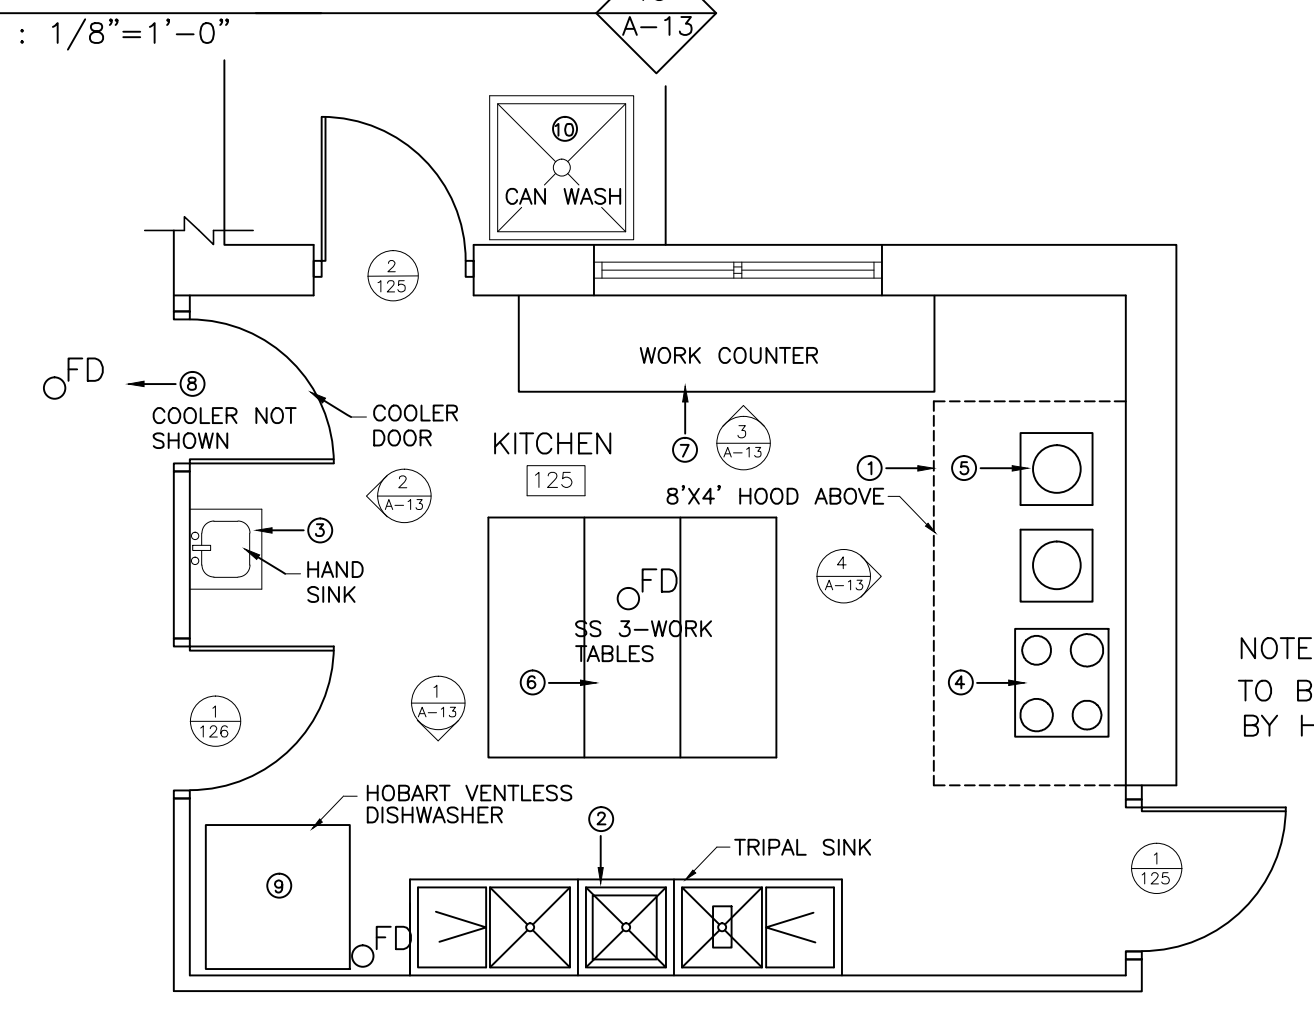 A-13
: 1/8"=1'-0"
10
CAN WASH
2
125
WORK COUNTER
FD
8
COOLER NOT
SHOWN
COOLER
DOOR
KITCHEN
125
7
3
A-13
1
5
8'X4' HOOD ABOVE
2
A-13
3
HAND
SINK
4
A-13
FD
SS 3-WORK
TABLES
6
4
1
A-13
1
126
NOTE
TO B
BY H
HOBART VENTLESS
DISHWASHER
2
TRIPAL SINK
9
FD
1
125